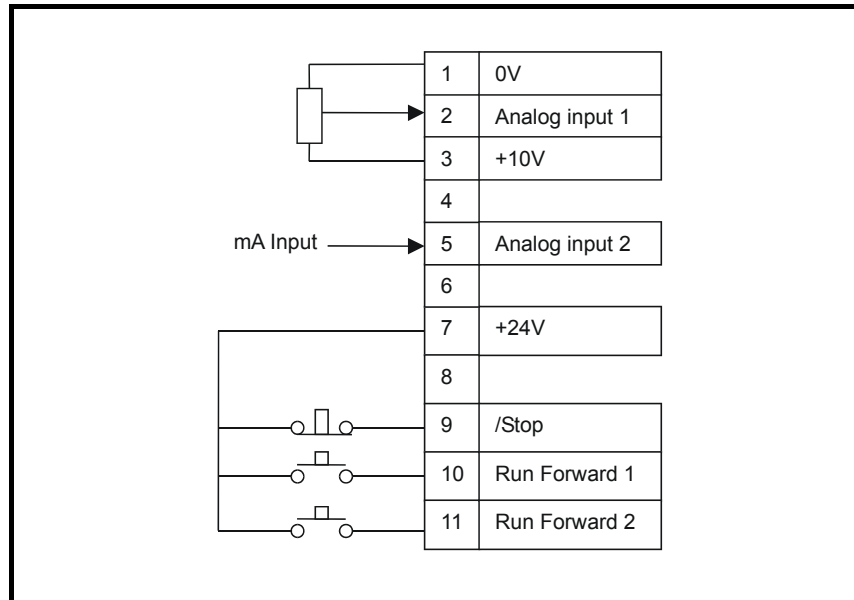 1 0V
2 Analog input 1
3 +10V
4
mA Input 5 Analog input 2
6
7 +24V
8
9 /Stop
10 Run Forward 1
11 Run Forward 2